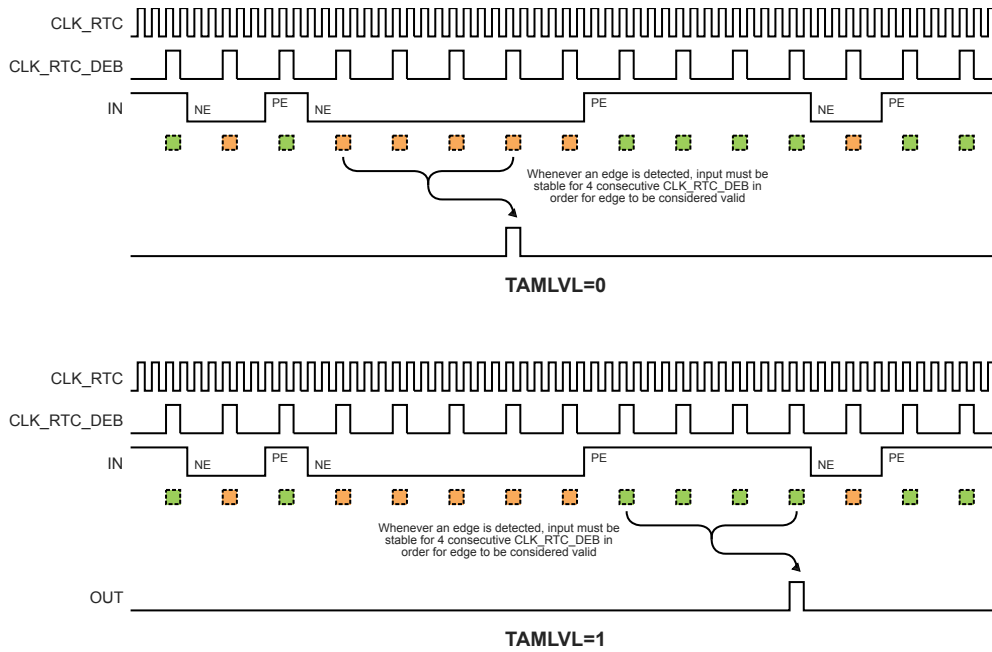 CLK_RTC
CLK_RTC_DEB
IN
NE
PE
NE
PE
NE
PE
Whenever an edge is detected, input must be
stable for 4 consecutive CLK_RTC_DEB in
order for edge to be considered valid
TAMLVL=0
CLK_RTC
CLK_RTC_DEB
IN
NE
PE
NE
PE
NE
PE
Whenever an edge is detected, input must be
stable for 4 consecutive CLK_RTC_DEB in
order for edge to be considered valid
OUT
TAMLVL=1